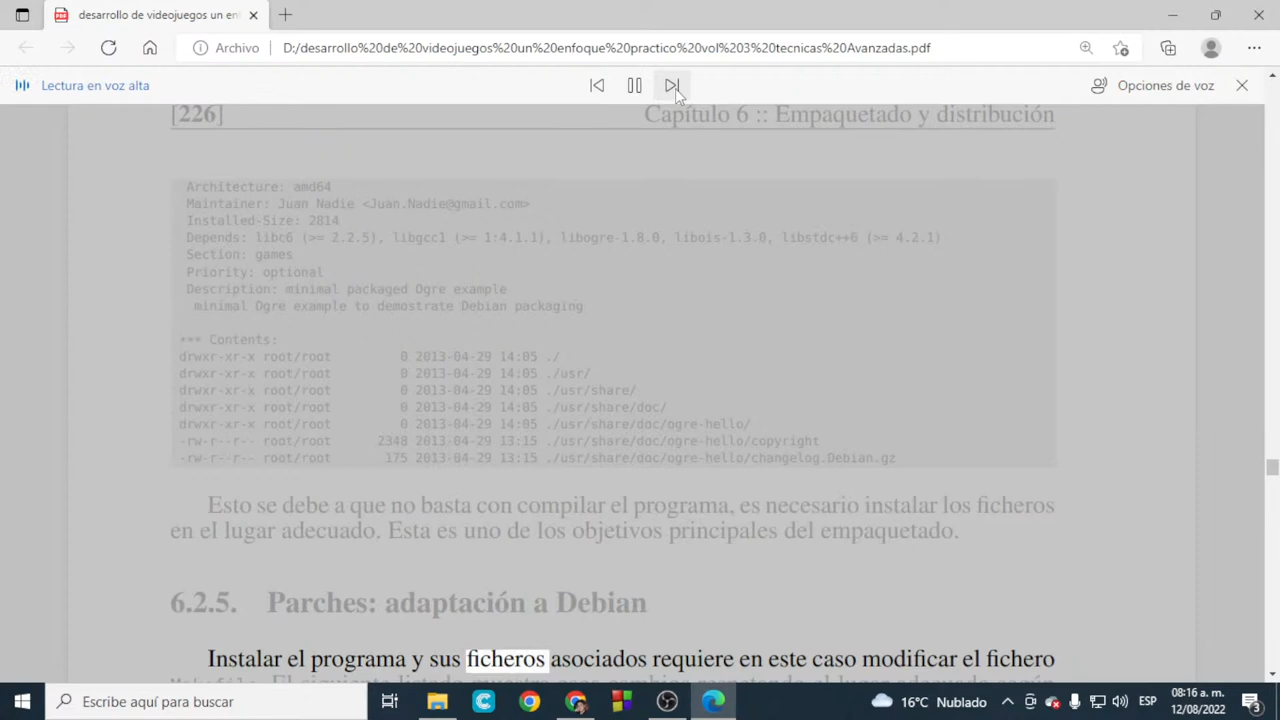 desarrollo de videojuegos un en
Archivo
D:/desarrollo%20de%20videojuegos%20un%20enfoque%20practico%20vol%203%20tecnicas%20Avanzadas.pdf
Lectura en voz alta
Opciones de voz
[226]
Capítulo 6 :: Empaquetado y distribución
Architecture: amd64
Maintainer: Juan Nadie <Juan.Nadie@gmail.com>
Installed-Size: 2814
Depends: libc6 (>= 2.2.5), libgcc1 (>= 1:4.1.1), libogre-1.8.0, libois-1.3.0, libstdc++6 (>= 4.2.1)
Section: games
Priority: optional
Description: minimal packaged Ogre example
minimal Ogre example to demostrate Debian packaging
*** Contents:
drwxr-xr-x root/root 0 2013-04-29 14:05 ./
drwxr-xr-x root/root 0 2013-04-29 14:05 ./usr/
drwxr-xr-x root/root 0 2013-04-29 14:05 ./usr/share/
drwxr-xr-x root/root 0 2013-04-29 14:05 ./usr/share/doc/
drwxr-xr-x root/root 0 2013-04-29 14:05 ./usr/share/doc/ogre-hello/
-rw-r--r-- root/root 2348 2013-04-29 13:15 ./usr/share/doc/ogre-hello/copyright
-rw-r--r-- root/root 175 2013-04-29 13:15 ./usr/share/doc/ogre-hello/changelog.Debian.gz
Esto se debe a que no basta con compilar el programa, es necesario instalar los ficheros
en el lugar adecuado. Esta es uno de los objetivos principales del empaquetado.
6.2.5. Parches: adaptación a Debian
Instalar el programa y sus ficheros asociados requiere en este caso modificar el fichero
Escribe aquí para buscar
16°C Nublado
ESP
08:16 a. m.
12/08/2022
3